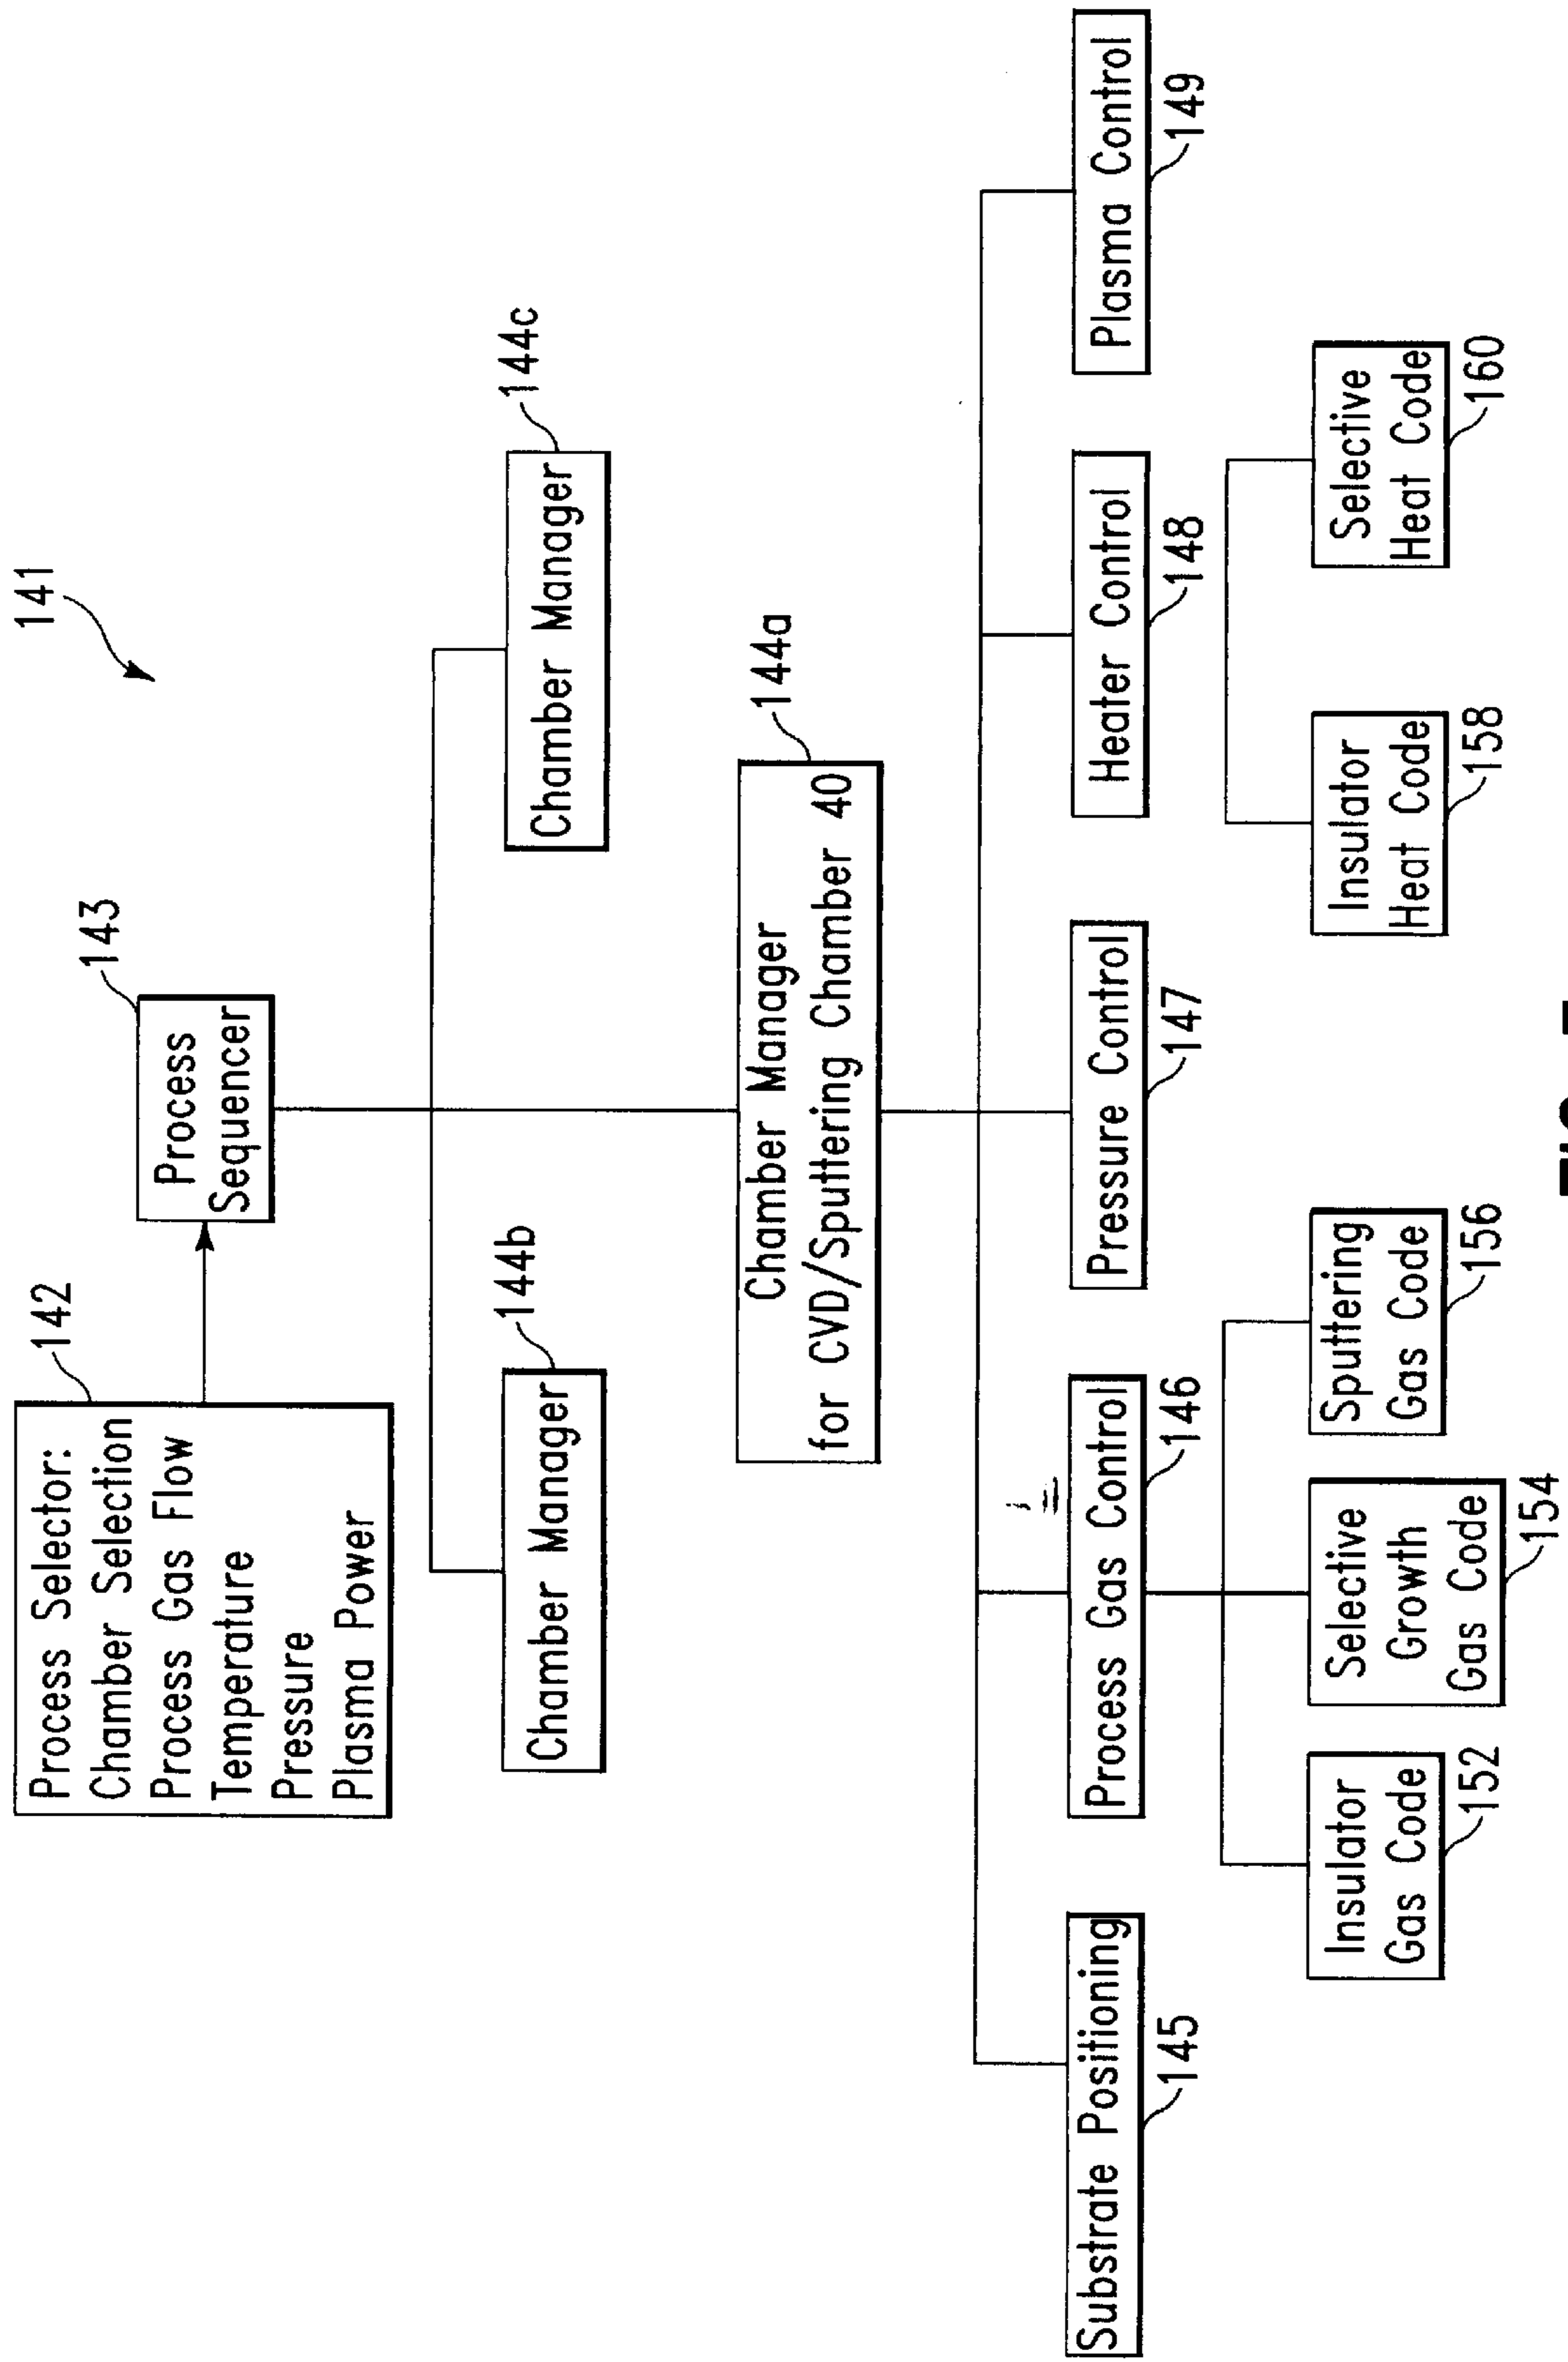 141
142
Process Selector:
Chamber Selection
Process Gas Flow
Temperature
Pressure
Plasma Power
143
Process
Sequencer
144b
Chamber Manager
144c
Chamber Manager
144a
Chamber Manager
for CVD/Sputtering Chamber 40
Substrate Positioning
145
Process Gas Control
146
Pressure Control
147
Heater Control
148
Plasma Control
149
Insulator
Gas Code
152
Selective
Growth
Gas Code
154
Sputtering
Gas Code
156
Insulator
Heat Code
158
Selective
Heat Code
160